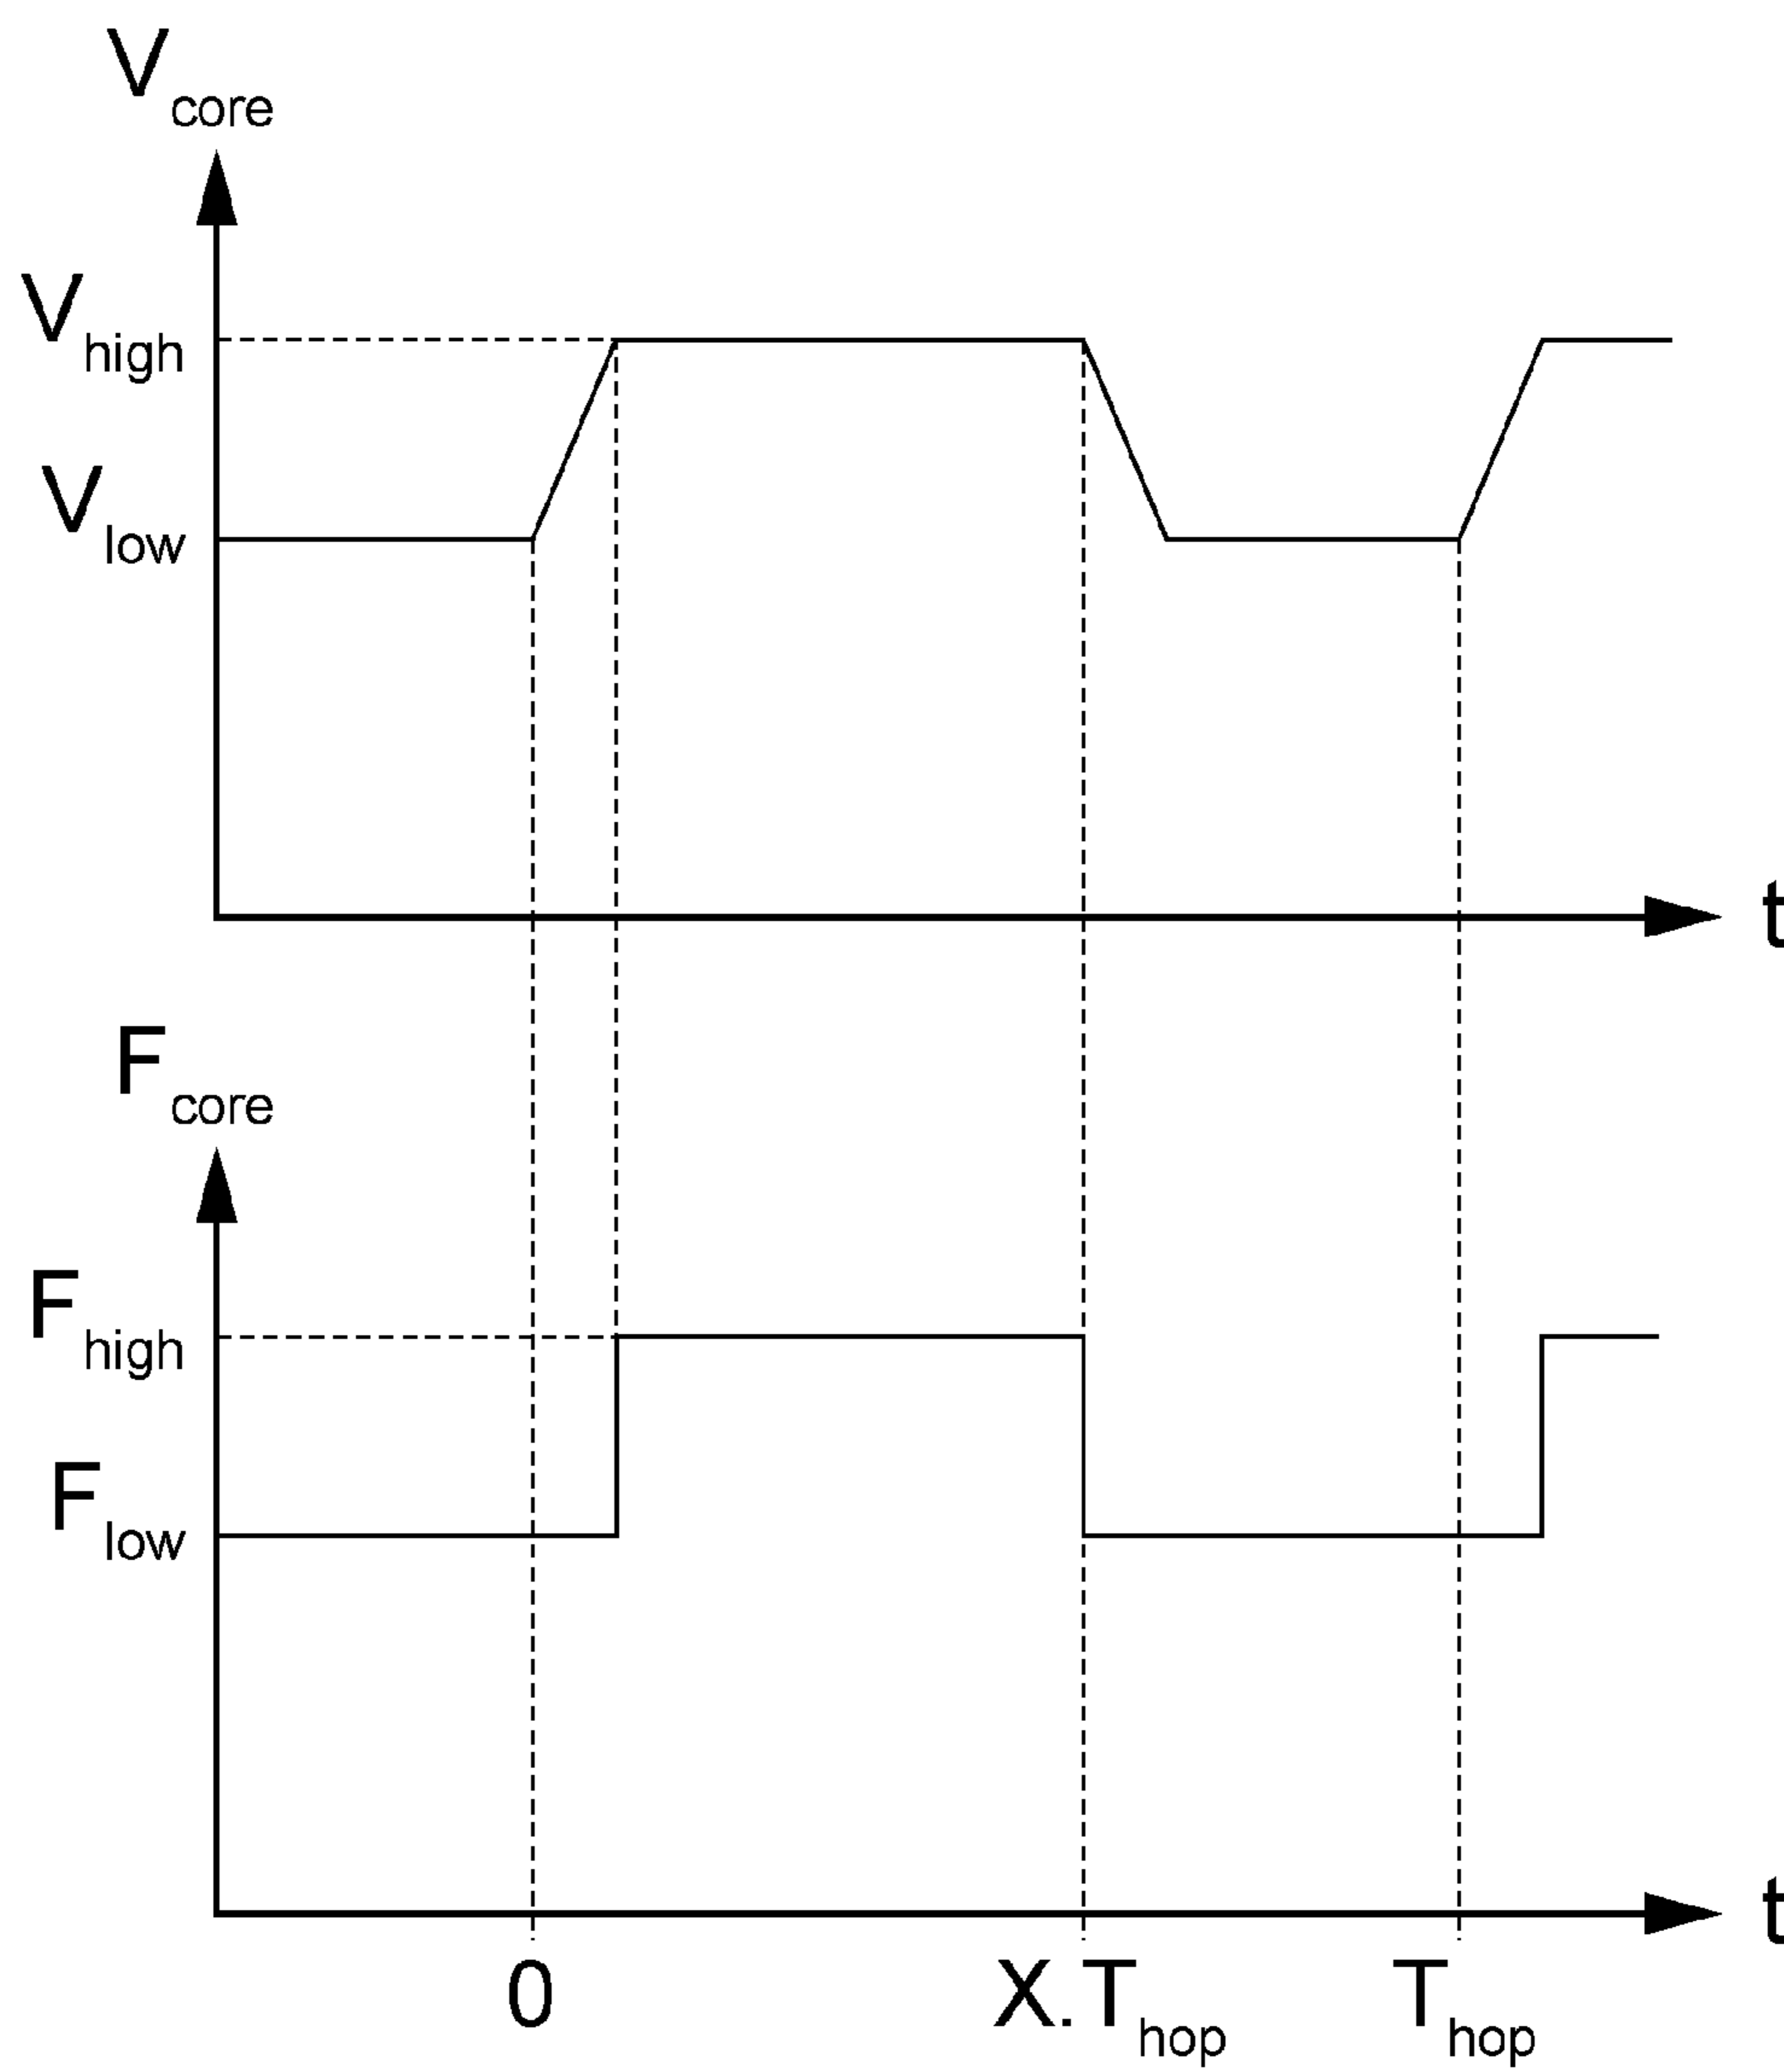 Vcore
Vhigh
Vlow
t
Fcore
Fhigh
Flow
t
0 X.Thop Thop